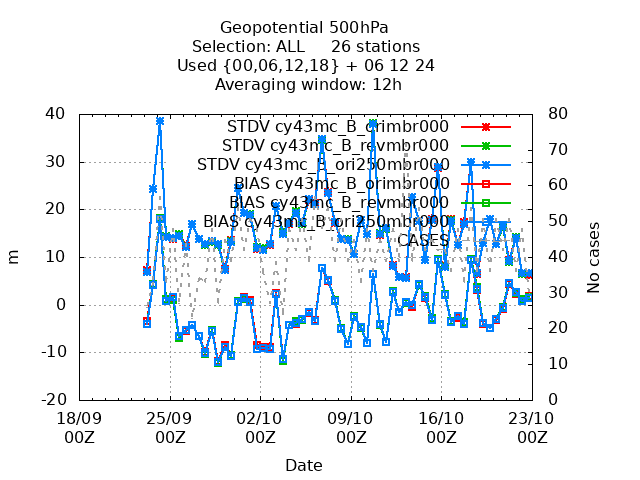 Geopotential 500hPa
Selection: ALL     26 stations
Used {00,06,12,18} + 06 12 24
Averaging window: 12h
STDV cy43mc_B_orimbr000
STDV cy43mc_B_revmbr000
STDV cy43mc_B_ori250mbr000
BIAS cy43mc_B_orimbr000
BIAS cy43mc_B_revmbr000
BIAS cy43mc_B_ori250mbr000
CASES
40
30
20
10
0
-10
-20
m
80
70
60
50
40
30
20
10
0
No cases
18/09 25/09 02/10 09/10 16/10 23/10
00Z 00Z 00Z 00Z 00Z 00Z
Date